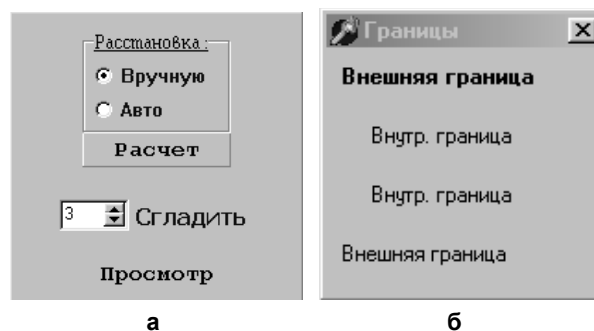 Расстановка :
Вручную
Авто
Расчет
3 Сгладить
Просмотр
Границы
Внешняя граница
Внутр. граница
Внутр. граница
Внешняя граница
а б